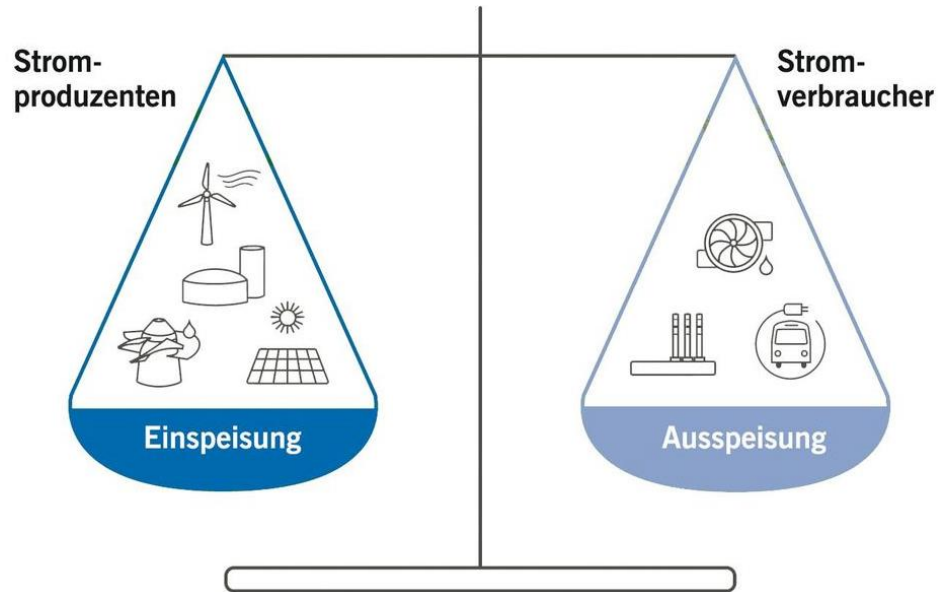 Strom-
produzenten
Strom-
verbraucher
Einspeisung
Ausspeisung